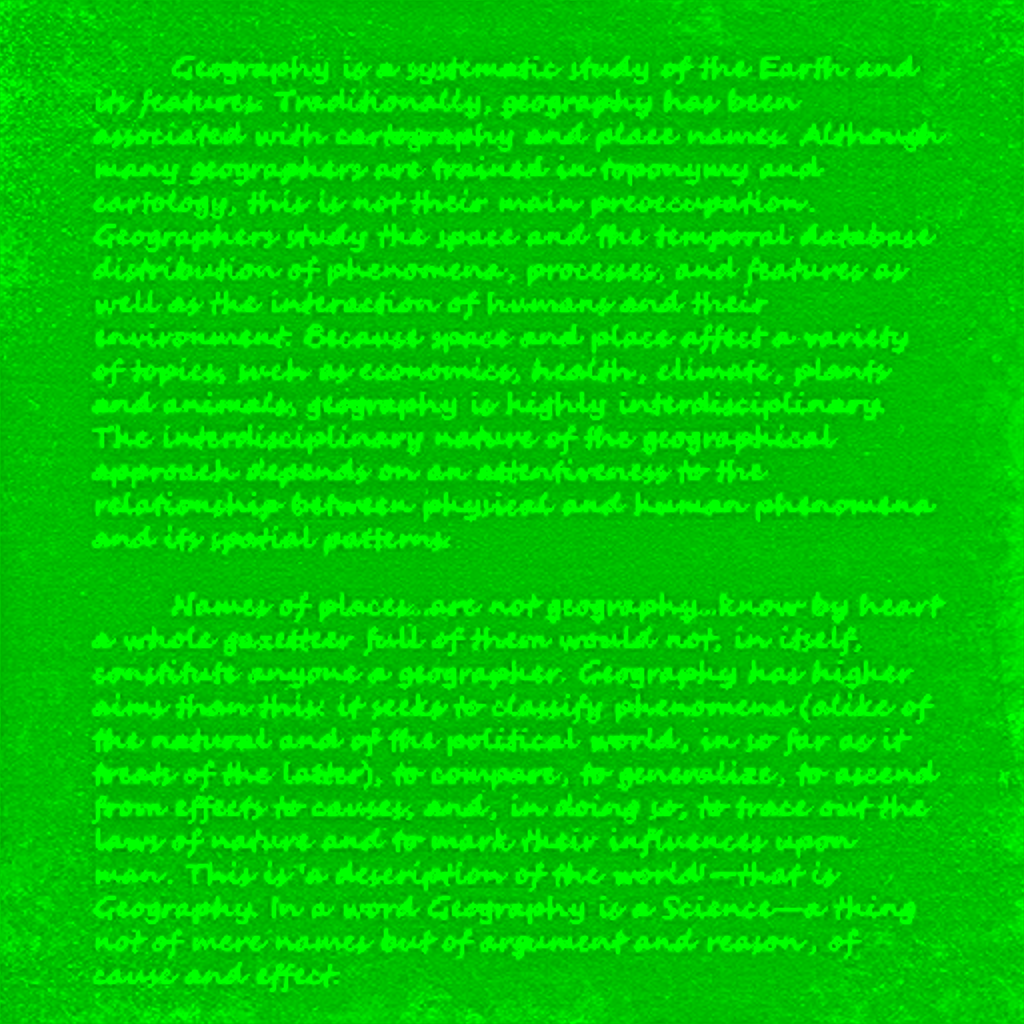 Geography is a systematic study of the Earth and
its features. Traditionally, geography has been
associated with cartography and place names. Although
many geographers are trained in toponymy and
cartology, this is not their main preoccupation.
Geographers study the space and the temporal database
distribution of phenomena, processes, and features as
well as the interaction of humans and their
environment. Because space and place affect a variety
of topics, such as economics, health, climate, plants
and animals, geography is highly interdisciplinary.
The interdisciplinary nature of the geographical
approach depends on an attentiveness to the
relationship between physical and human phenomena
and its spatial patterns.
Names of places...are not geography...know by heart
a whole gazetteer full of them would not, in itself,
constitute anyone a geographer. Geography has higher
aims than this: it seeks to classify phenomena (alike of
the natural and of the political world, in so far as it
treats of the latter), to compare, to generalize, to ascend
from effects to causes, and, in doing so, to trace out the
laws of nature and to mark their influences upon
man. This is 'a description of the world'—that is
Geography. In a word Geography is a Science—a thing
not of mere names but of argument and reason, of
cause and effect.